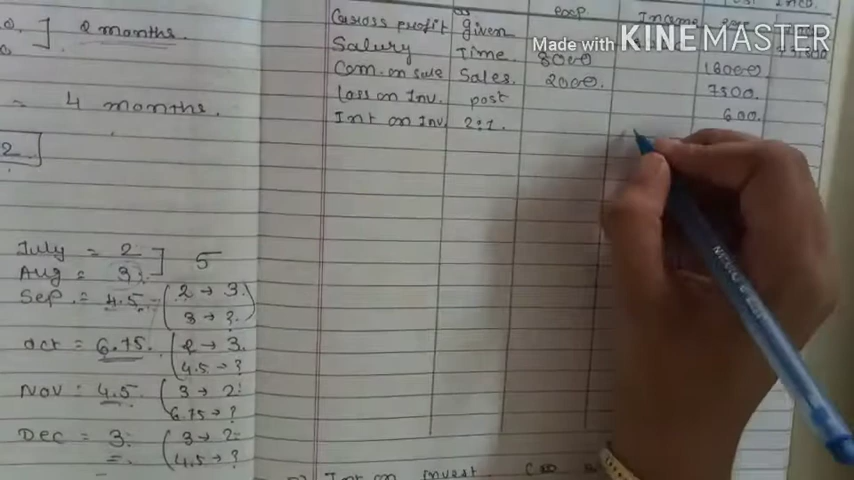 2 months.
= 4 months.
2
July = 2
Aug = 3
5
Sep = 4.5 (2 → 3
3 → ?
Oct = 6.75. (2 → 3.
4.5 → ?
Nov = 4.5 (3 → 2
6.75 → ?
Dec = 3 (3 → 2
=. 4.5 → ?
exp. Iname
Gross profit given
Salary Time 8000 16000
Com. on sale Sales. 2000. 7500.
loss on Inv. post 600.
Int on Inv 2:1.
Int on invest
Made with KINEMASTER